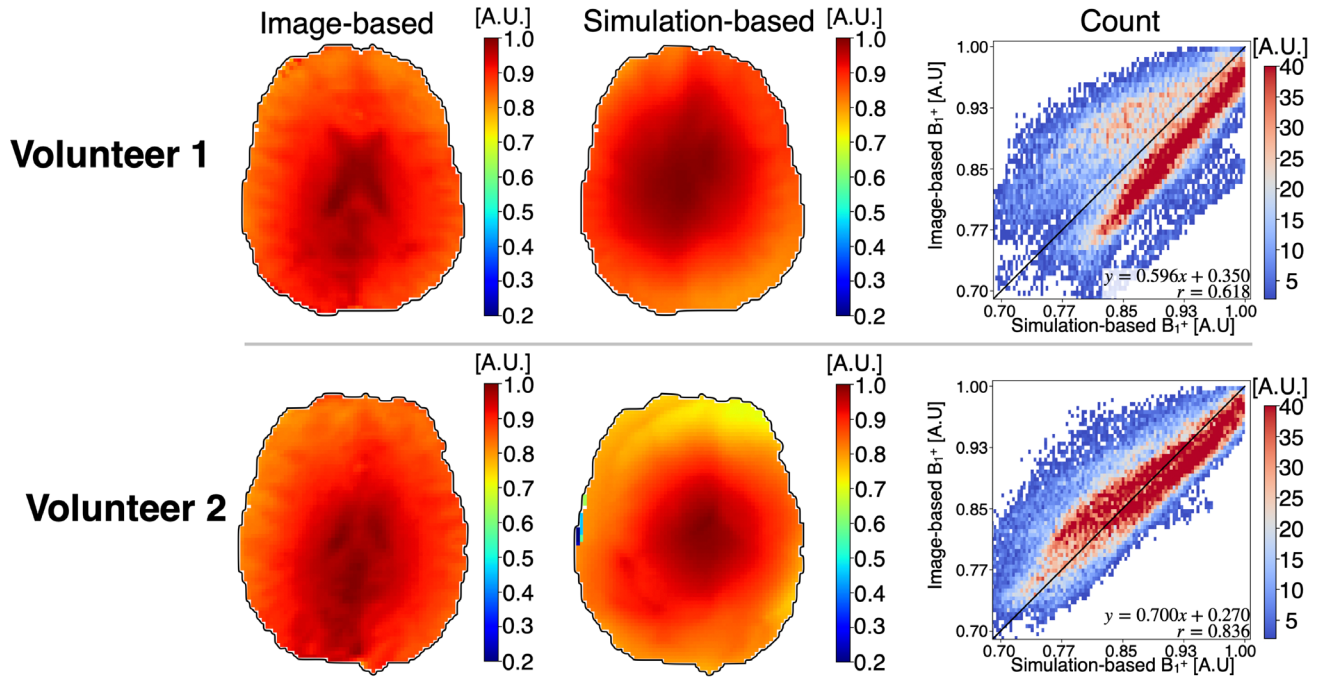 Image-based
Simulation-based
Count
[A.U.]
[A.U.]
[A.U.]
Volunteer 1
1.0
0.9
0.8
0.7
0.6
0.5
0.4
0.3
0.2
1.0
0.9
0.8
0.7
0.6
0.5
0.4
0.3
0.2
Image-based B₁⁺ [A.U]
1.00
0.93
0.85
0.77
0.70
y = 0.596x + 0.350
r = 0.618
0.70 0.77 0.85 0.93 1.00
Simulation-based B₁⁺ [A.U]
40
35
30
25
20
15
10
5
[A.U.]
[A.U.]
[A.U.]
Volunteer 2
1.0
0.9
0.8
0.7
0.6
0.5
0.4
0.3
0.2
1.0
0.9
0.8
0.7
0.6
0.5
0.4
0.3
0.2
Image-based B₁⁺ [A.U]
1.00
0.93
0.85
0.77
0.70
y = 0.700x + 0.270
r = 0.836
0.70 0.77 0.85 0.93 1.00
Simulation-based B₁⁺ [A.U]
40
35
30
25
20
15
10
5